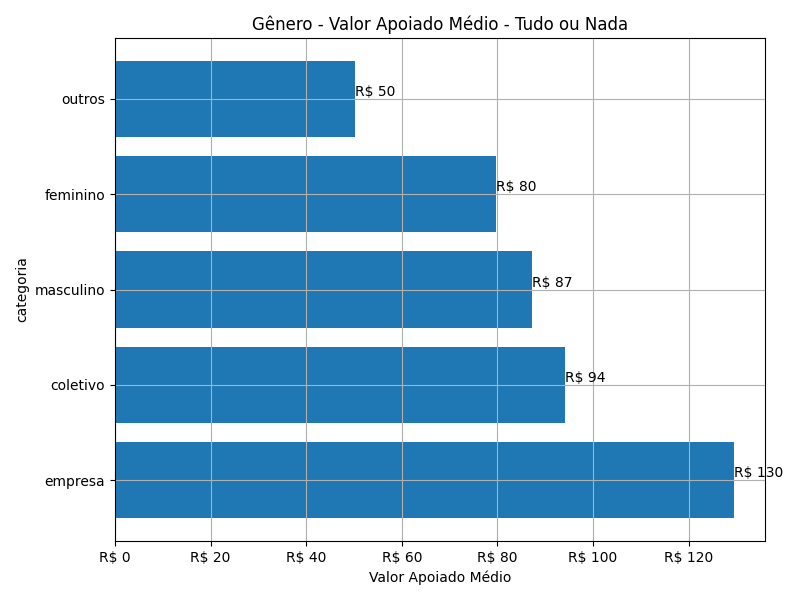 Gênero - Valor Apoiado Médio - Tudo ou Nada
outros
R$ 50
feminino
R$ 80
masculino
R$ 87
coletivo
R$ 94
empresa
R$ 130
categoria
R$ 0 R$ 20 R$ 40 R$ 60 R$ 80 R$ 100 R$ 120
Valor Apoiado Médio